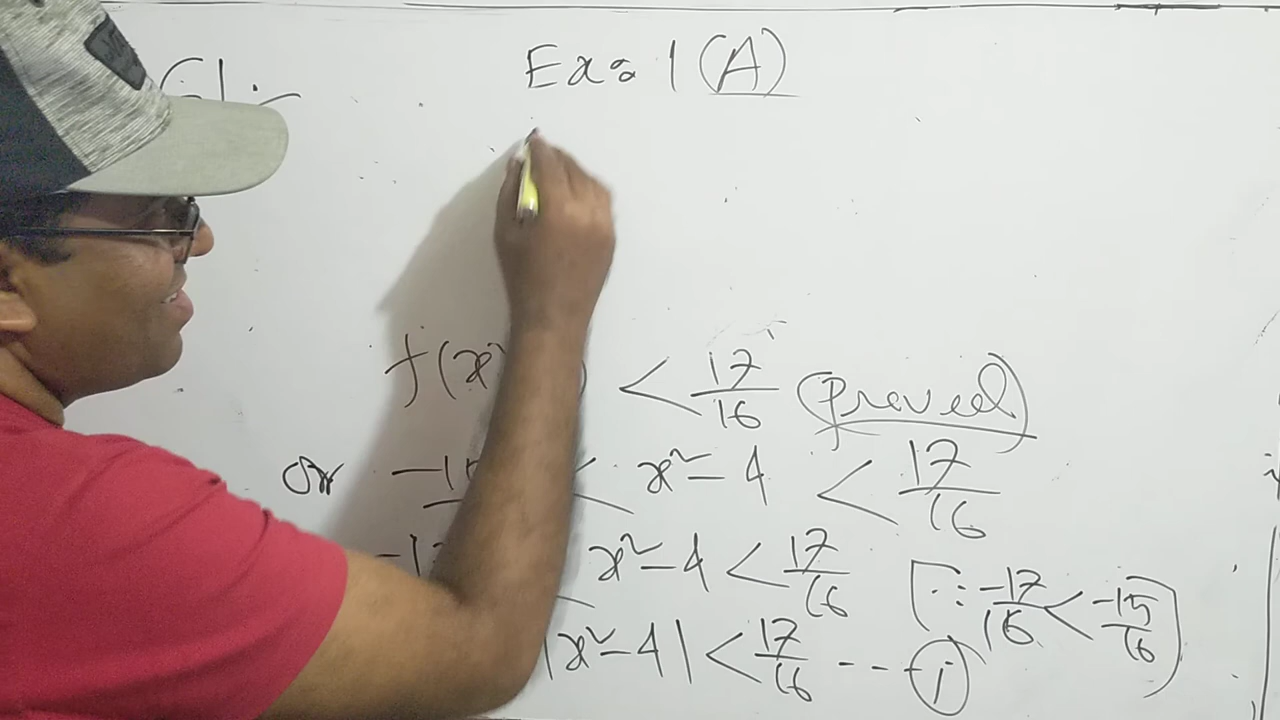 Ex: 1 (A)
f(x² < 17/16 (Proved)
or -15 < x² - 4 < 17/16
x² - 4 < 17/16 [∵ -17/16 < -15/16]
|x² - 4| < 17/16 ---(i)